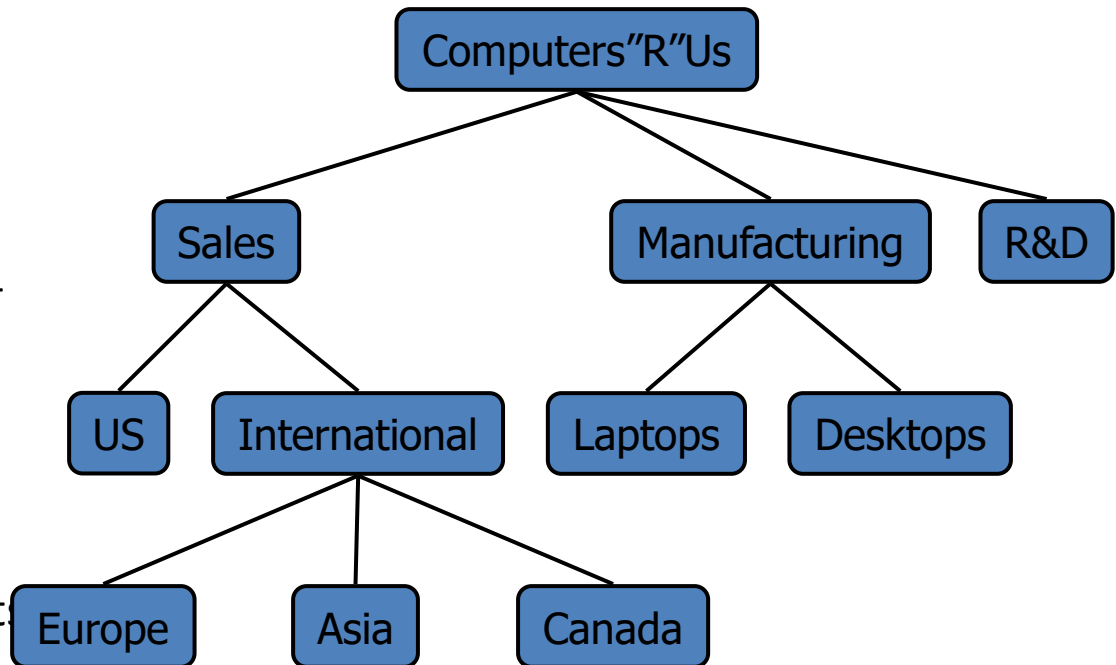 Computers”R”Us
Sales
Manufacturing
R&D
US
International
Laptops
Desktops
Europe
Asia
Canada